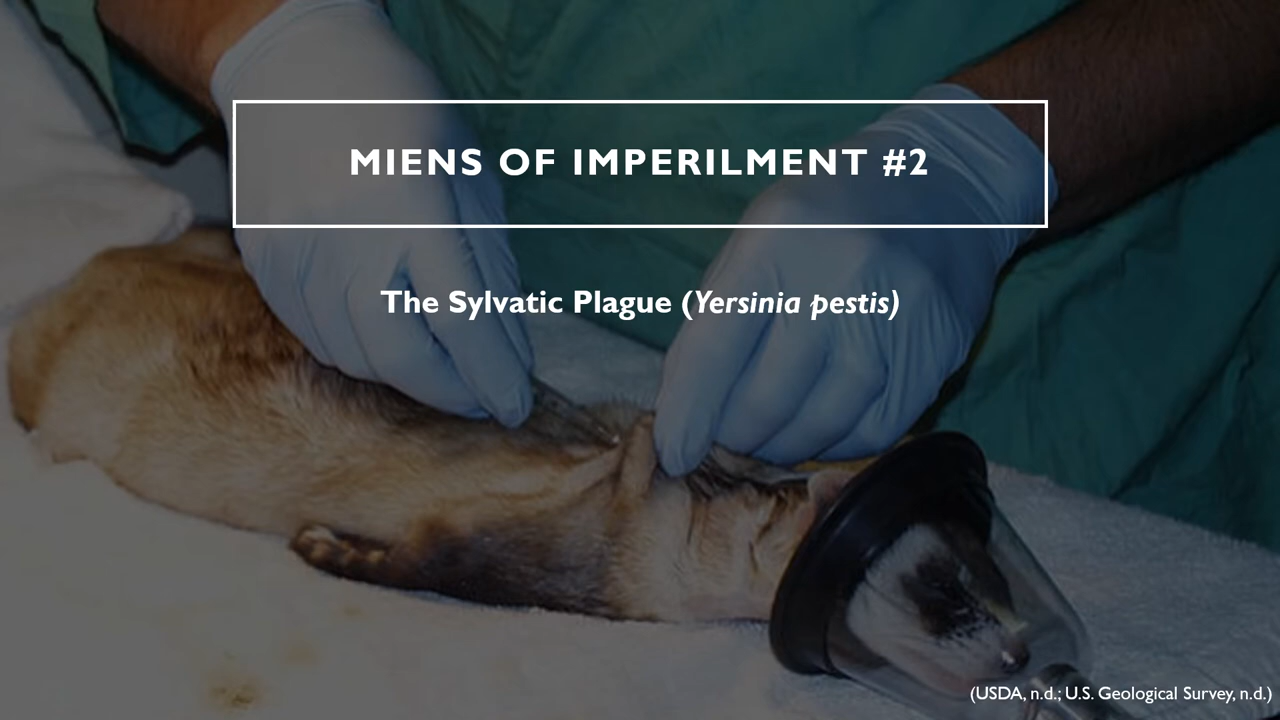 MIENS OF IMPERILMENT #2
The Sylvatic Plague (Yersinia pestis)
(USDA, n.d.; U.S. Geological Survey, n.d.)